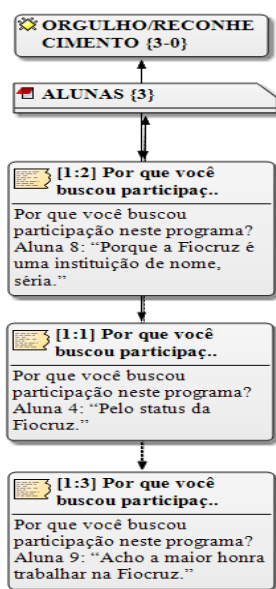 ORGULHO/RECONHE
CIMENTO {3-0}
ALUNAS {3}
[1:2] Por que você
buscou participaç..
Por que você buscou
participação neste programa?
Aluna 8: “Porque a Fiocruz é
uma instituição de nome,
séria.”
[1:1] Por que você
buscou participaç..
Por que você buscou
participação neste programa?
Aluna 4: “Pelo status da
Fiocruz.”
[1:3] Por que você
buscou participaç..
Por que você buscou
participação neste programa?
Aluna 9: “Acho a maior honra
trabalhar na Fiocruz.”